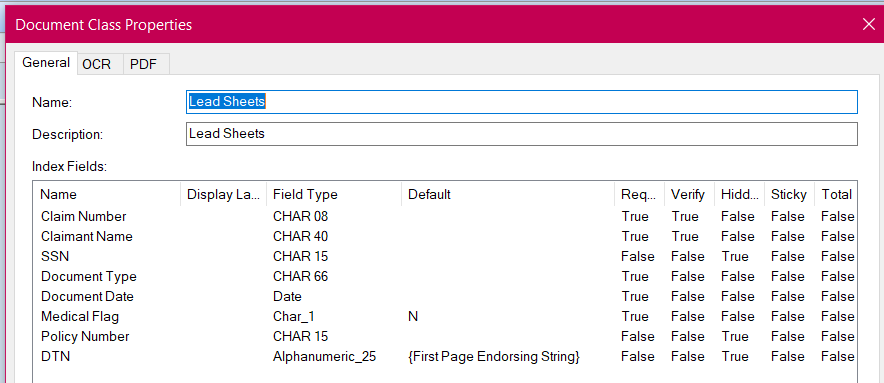 Document Class Properties
General OCR PDF
Name: Lead Sheets
Description: Lead Sheets
Index Fields:
Name Display La... Field Type Default Req... Verify Hidd... Sticky Total
Claim Number CHAR 08 True True False False False
Claimant Name CHAR 40 True True False False False
SSN CHAR 15 False False True False False
Document Type CHAR 66 True False False False False
Document Date Date True False False False False
Medical Flag Char_1 N True False False False False
Policy Number CHAR 15 False False True False False
DTN Alphanumeric_25 {First Page Endorsing String} False False True False False